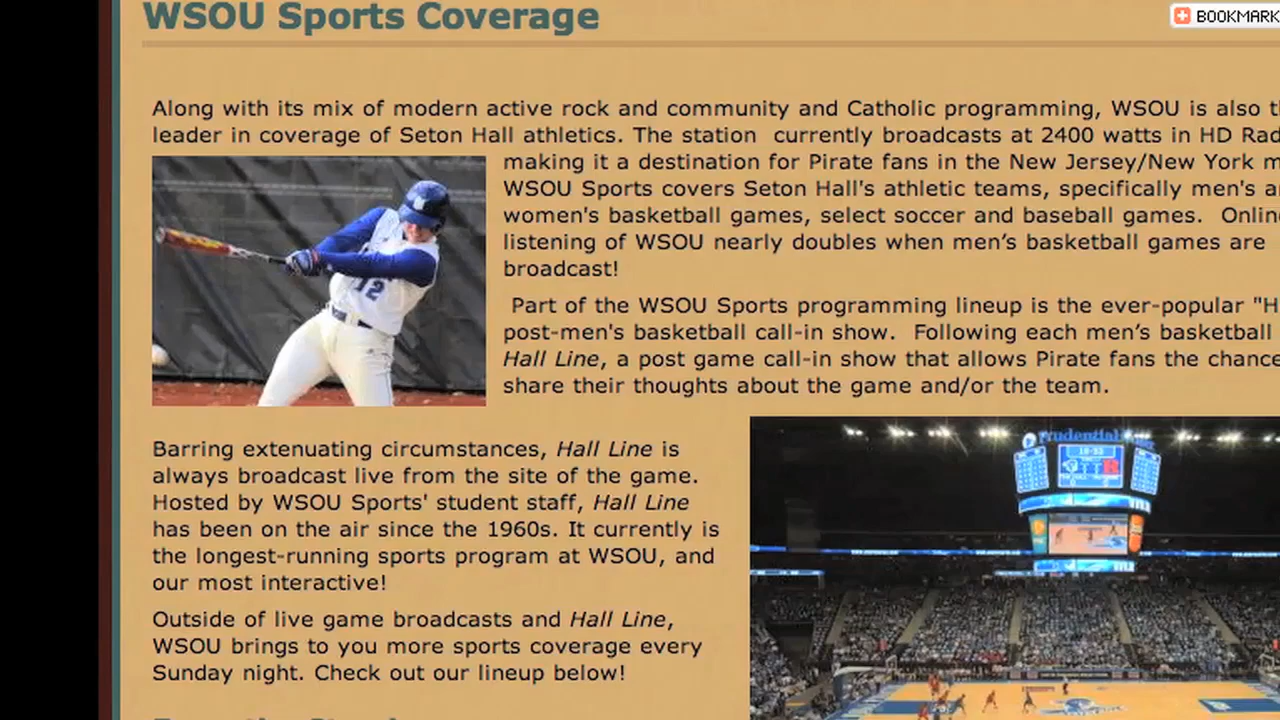 WSOU Sports Coverage
BOOKMARK
Along with its mix of modern active rock and community and Catholic programming, WSOU is also
leader in coverage of Seton Hall athletics. The station currently broadcasts at 2400 watts in HD
making it a destination for Pirate fans in the New Jersey/New York
WSOU Sports covers Seton Hall's athletic teams, specifically men's
women's basketball games, select soccer and baseball games. Onlin
listening of WSOU nearly doubles when men’s basketball games are
broadcast!
Part of the WSOU Sports programming lineup is the ever-popular "H
post-men's basketball call-in show. Following each men’s basketball
Hall Line, a post game call-in show that allows Pirate fans the chance
share their thoughts about the game and/or the team.
12
Barring extenuating circumstances, Hall Line is
always broadcast live from the site of the game.
Hosted by WSOU Sports' student staff, Hall Line
has been on the air since the 1960s. It currently is
the longest-running sports program at WSOU, and
our most interactive!
Outside of live game broadcasts and Hall Line,
WSOU brings to you more sports coverage every
Sunday night. Check out our lineup below!